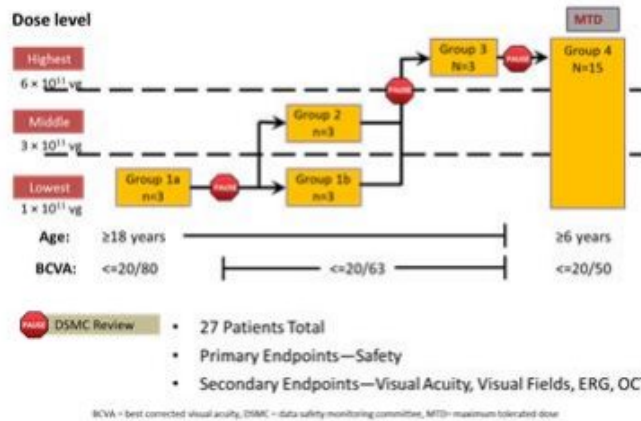 Dose level
MTD
Highest
6 × 10¹¹ vg
Group 3
N=3
PAUSE
Group 4
N=15
PAUSE
Middle
3 × 10¹¹ vg
Group 2
n=3
Lowest
1 × 10¹¹ vg
Group 1a
n=3
PAUSE
Group 1b
n=3
Age: ≥18 years ≥6 years
BCVA: <=20/80 <=20/63 <=20/50
PAUSE DSMC Review
• 27 Patients Total
• Primary Endpoints—Safety
• Secondary Endpoints—Visual Acuity, Visual Fields, ERG, OCT
BCVA – best corrected visual acuity, DSMC – data safety monitoring committee, MTD= maximum tolerated dose